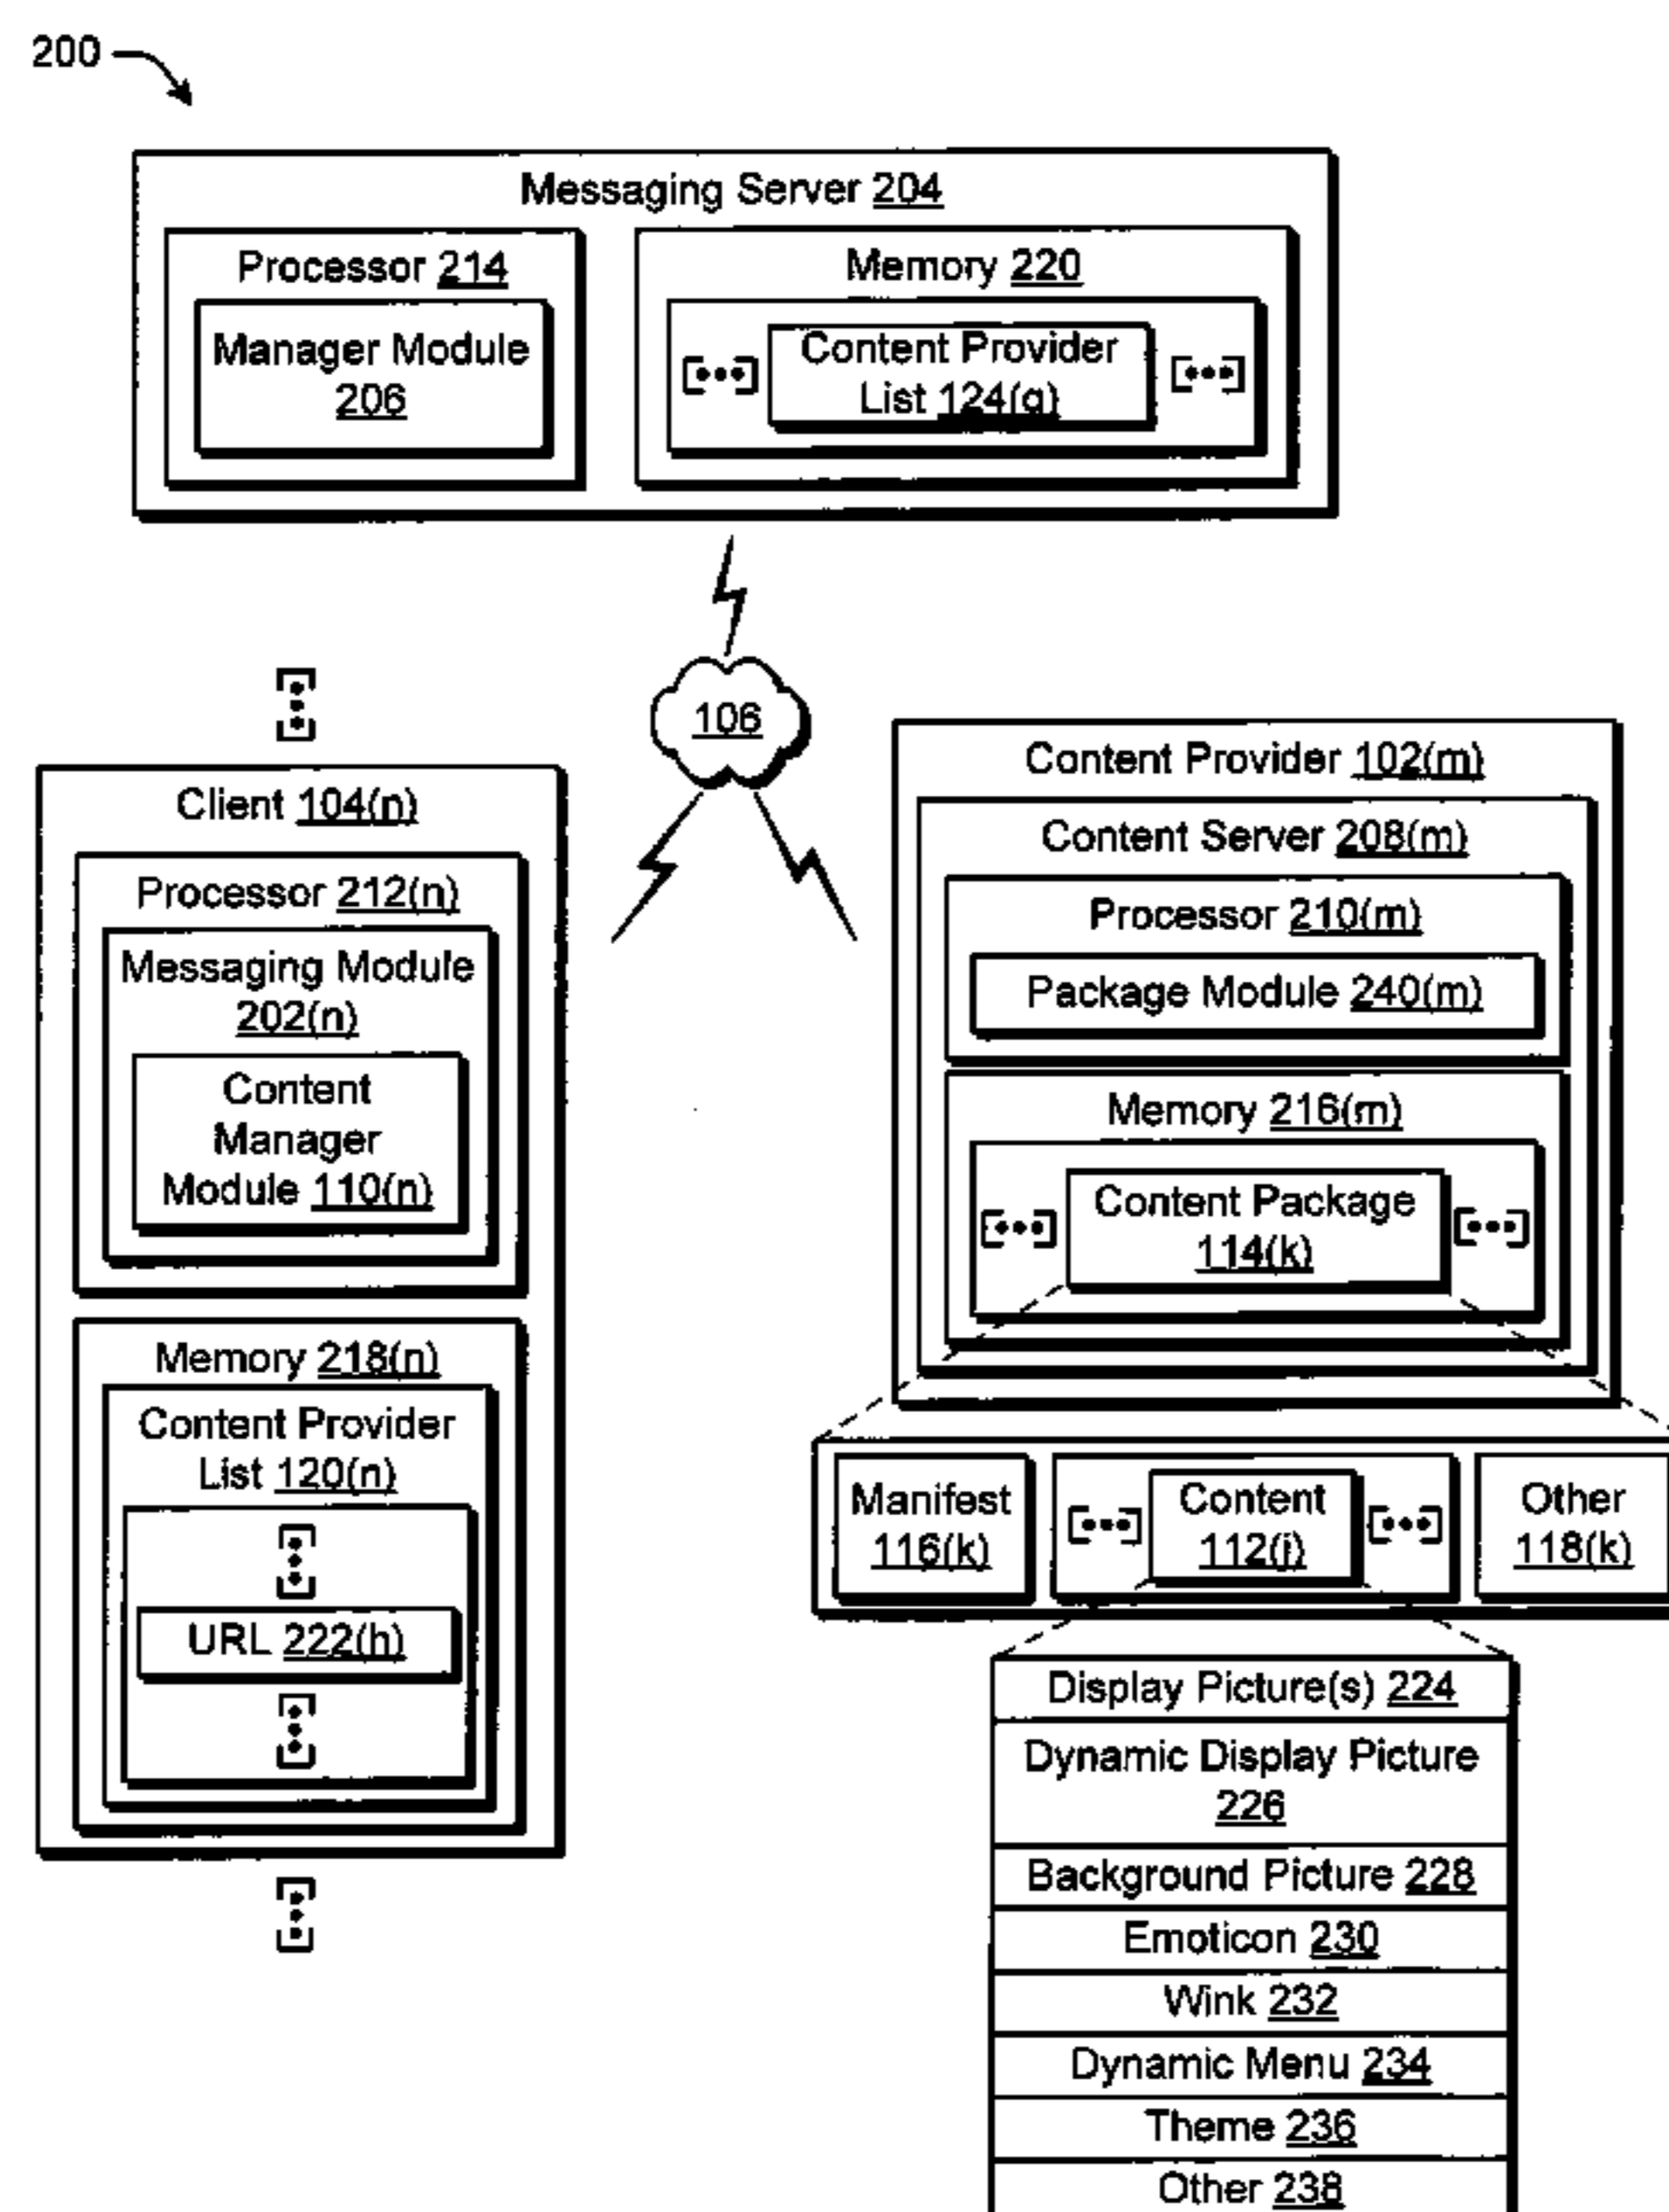 200
Messaging Server 204
Processor 214
Manager Module
206
Memory 220
Content Provider
List 124(g)
106
Client 104(n)
Processor 212(n)
Messaging Module
202(n)
Content
Manager
Module 110(n)
Memory 218(n)
Content Provider
List 120(n)
URL 222(h)
Content Provider 102(m)
Content Server 208(m)
Processor 210(m)
Package Module 240(m)
Memory 216(m)
Content Package
114(k)
Manifest
116(k)
Content
112(j)
Other
118(k)
Display Picture(s) 224
Dynamic Display Picture
226
Background Picture 228
Emoticon 230
Wink 232
Dynamic Menu 234
Theme 236
Other 238